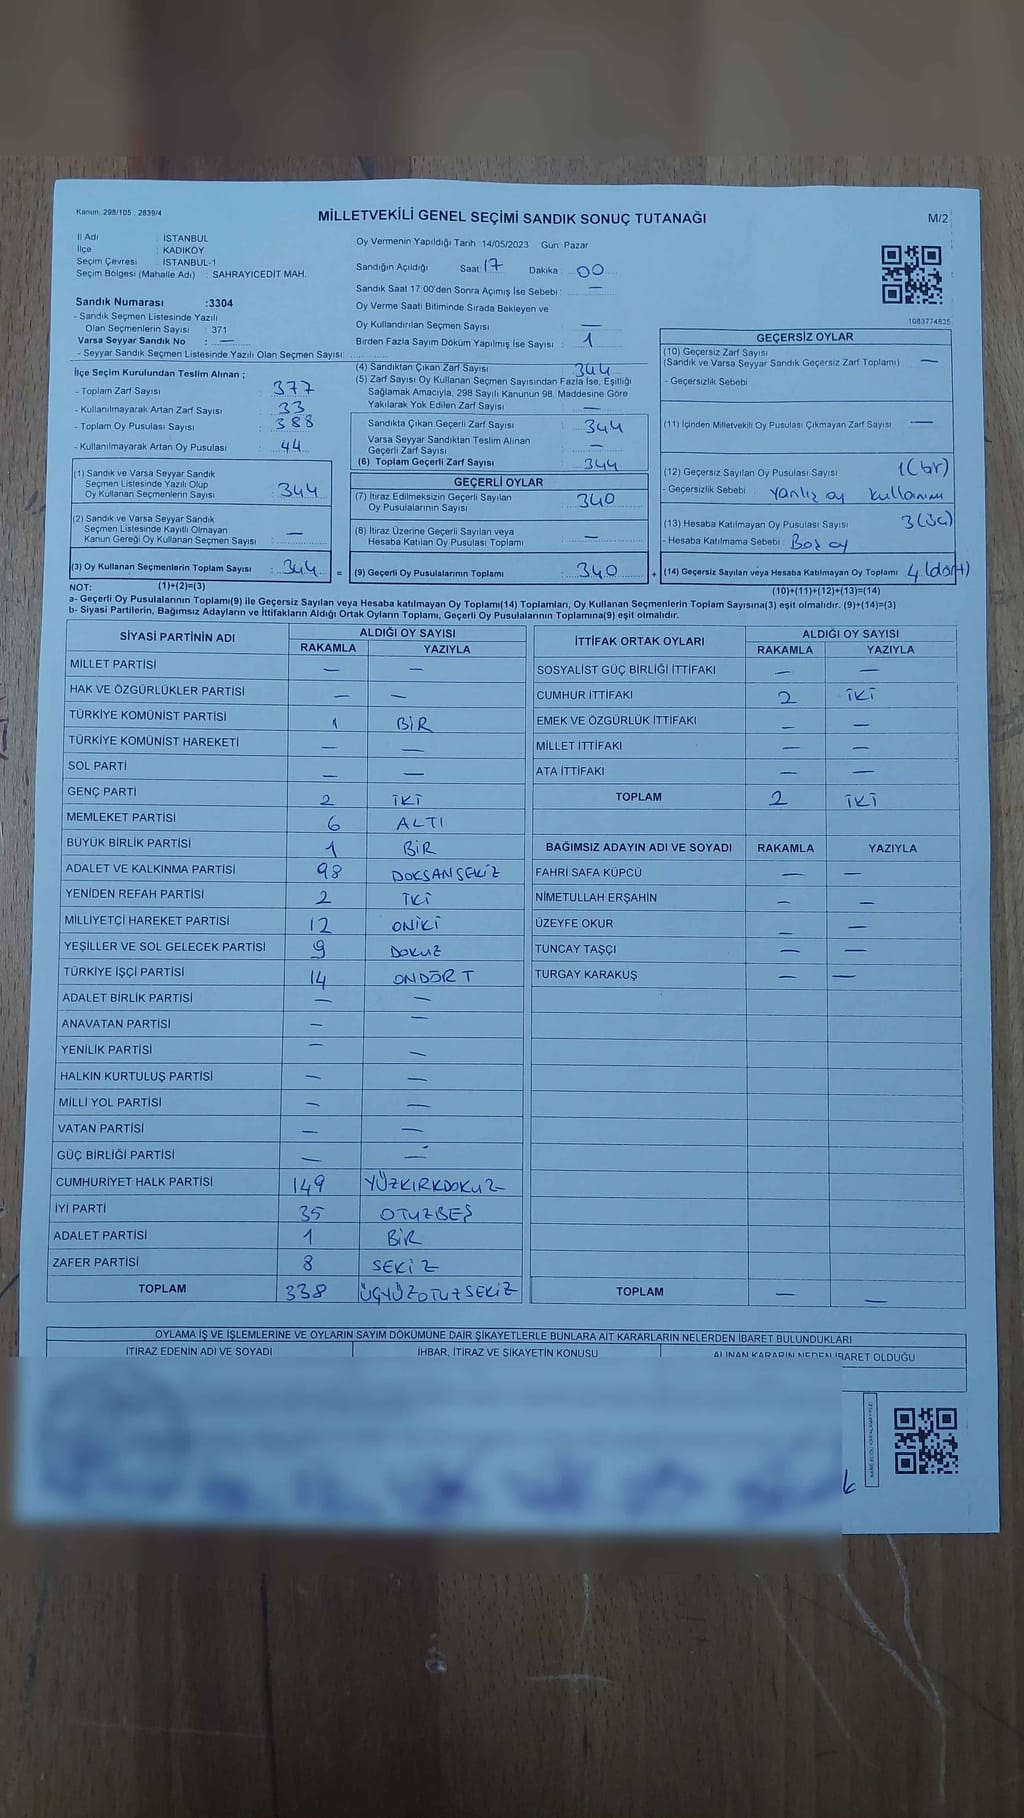 Kanun; 298/105 , 2839/4
MİLLETVEKİLİ GENEL SEÇİMİ SANDIK SONUÇ TUTANAĞI
M/2
İl Adı : İSTANBUL
İlçe : KADIKÖY
Seçim Çevresi : İSTANBUL-1
Seçim Bölgesi (Mahalle Adı) : SAHRAYICEDİT MAH.
Oy Vermenin Yapıldığı Tarih :14/05/2023 Gün: Pazar
Sandığın Açıldığı Saat 17 Dakika : 00
Sandık Saat 17:00'den Sonra Açımış İse Sebebi : —
Oy Verme Saati Bitiminde Sırada Bekleyen ve
Oy Kullandırılan Seçmen Sayısı —
Birden Fazla Sayım Döküm Yapılmış İse Sayısı : 1
1083774835
Sandık Numarası :3304
- Sandık Seçmen Listesinde Yazılı
Olan Seçmenlerin Sayısı : 371
Varsa Seyyar Sandık No : —
- Seyyar Sandık Seçmen Listesinde Yazılı Olan Seçmen Sayısı:
İlçe Seçim Kurulundan Teslim Alınan ;
- Toplam Zarf Sayısı : 377
- Kullanılmayarak Artan Zarf Sayısı : 33
- Toplam Oy Pusulası Sayısı : 388
- Kullanılmayarak Artan Oy Pusulası : 44
(1) Sandık ve Varsa Seyyar Sandık
Seçmen Listesinde Yazılı Olup
Oy Kullanan Seçmenlerin Sayısı : 344
(2) Sandık ve Varsa Seyyar Sandık
Seçmen Listesinde Kayıtlı Olmayan
Kanun Gereği Oy Kullanan Seçmen Sayısı : —
(3) Oy Kullanan Seçmenlerin Toplam Sayısı : 344 =
(4) Sandıktan Çıkan Zarf Sayısı : 344
(5) Zarf Sayısı Oy Kullanan Seçmen Sayısından Fazla İse, Eşitliği
Sağlamak Amacıyla, 298 Sayılı Kanunun 98. Maddesine Göre
Yakılarak Yok Edilen Zarf Sayısı : —
Sandıkta Çıkan Geçerli Zarf Sayısı : 344
Varsa Seyyar Sandıktan Teslim Alınan
Geçerli Zarf Sayısı : —
(6) Toplam Geçerli Zarf Sayısı : 344
GEÇERLİ OYLAR
(7) İtiraz Edilmeksizin Geçerli Sayılan
Oy Pusulalarının Sayısı : 340
(8) İtiraz Üzerine Geçerli Sayılan veya
Hesaba Katılan Oy Pusulası Toplamı : —
(9) Geçerli Oy Pusulalarının Toplamı : 340 +
GEÇERSİZ OYLAR
(10) Geçersiz Zarf Sayısı
(Sandık ve Varsa Seyyar Sandık Geçersiz Zarf Toplamı) —
- Geçersizlik Sebebi
(11) İçinden Milletvekili Oy Pusulası Çıkmayan Zarf Sayısı —
(12) Geçersiz Sayılan Oy Pusulası Sayısı 1(bir)
- Geçersizlik Sebebi : Yanlış oy kullanım
(13) Hesaba Katılmayan Oy Pusulası Sayısı 3(üç)
- Hesaba Katılmama Sebebi : Boş oy
(14) Geçersiz Sayılan veya Hesaba Katılmayan Oy Toplamı 4(dört)
NOT: (1)+(2)=(3)
(10)+(11)+(12)+(13)=(14)
a- Geçerli Oy Pusulalarının Toplamı(9) ile Geçersiz Sayılan veya Hesaba katılmayan Oy Toplamı(14) Toplamları, Oy Kullanan Seçmenlerin Toplam Sayısına(3) eşit olmalıdır. (9)+(14)=(3)
b- Siyasi Partilerin, Bağımsız Adayların ve İttifakların Aldığı Ortak Oyların Toplamı, Geçerli Oy Pusulalarının Toplamına(9) eşit olmalıdır.
SİYASİ PARTİNİN ADI ALDIĞI OY SAYISI
RAKAMLA YAZIYLA
MİLLET PARTİSİ — —
HAK VE ÖZGÜRLÜKLER PARTİSİ — —
TÜRKİYE KOMÜNİST PARTİSİ 1 BİR
TÜRKİYE KOMÜNİST HAREKETİ — —
SOL PARTİ — —
GENÇ PARTİ 2 İKİ
MEMLEKET PARTİSİ 6 ALTI
BÜYÜK BİRLİK PARTİSİ 1 BİR
ADALET VE KALKINMA PARTİSİ 98 DOKSANSEKİZ
YENİDEN REFAH PARTİSİ 2 İKİ
MİLLİYETÇİ HAREKET PARTİSİ 12 ONİKİ
YEŞİLLER VE SOL GELECEK PARTİSİ 9 DOKUZ
TÜRKİYE İŞÇİ PARTİSİ 14 ONDÖRT
ADALET BİRLİK PARTİSİ — —
ANAVATAN PARTİSİ — —
YENİLİK PARTİSİ — —
HALKIN KURTULUŞ PARTİSİ — —
MİLLİ YOL PARTİSİ — —
VATAN PARTİSİ — —
GÜÇ BİRLİĞİ PARTİSİ — —
CUMHURİYET HALK PARTİSİ 149 YÜZKIRKDOKUZ
İYİ PARTİ 35 OTUZBEŞ
ADALET PARTİSİ 1 BİR
ZAFER PARTİSİ 8 SEKİZ
TOPLAM 338 ÜÇYÜZOTUZSEKİZ
İTTİFAK ORTAK OYLARI ALDIĞI OY SAYISI
RAKAMLA YAZIYLA
SOSYALİST GÜÇ BİRLİĞİ İTTİFAKI — —
CUMHUR İTTİFAKI 2 İKİ
EMEK VE ÖZGÜRLÜK İTTİFAKI — —
MİLLET İTTİFAKI — —
ATA İTTİFAKI — —
TOPLAM 2 İKİ
BAĞIMSIZ ADAYIN ADI VE SOYADI RAKAMLA YAZIYLA
FAHRİ SAFA KÜPCÜ — —
NİMETULLAH ERŞAHİN — —
ÜZEYFE OKUR — —
TUNCAY TAŞÇI — —
TURGAY KARAKUŞ — —
TOPLAM — —
OYLAMA İŞ VE İŞLEMLERİNE VE OYLARIN SAYIM DÖKÜMÜNE DAİR ŞİKAYETLERLE BUNLARA AİT KARARLARIN NELERDEN İBARET BULUNDUKLARI
İTİRAZ EDENİN ADI VE SOYADI İHBAR, İTİRAZ VE ŞİKAYETİN KONUSU ALINAN KARARIN NEDEN İBARET OLDUĞU